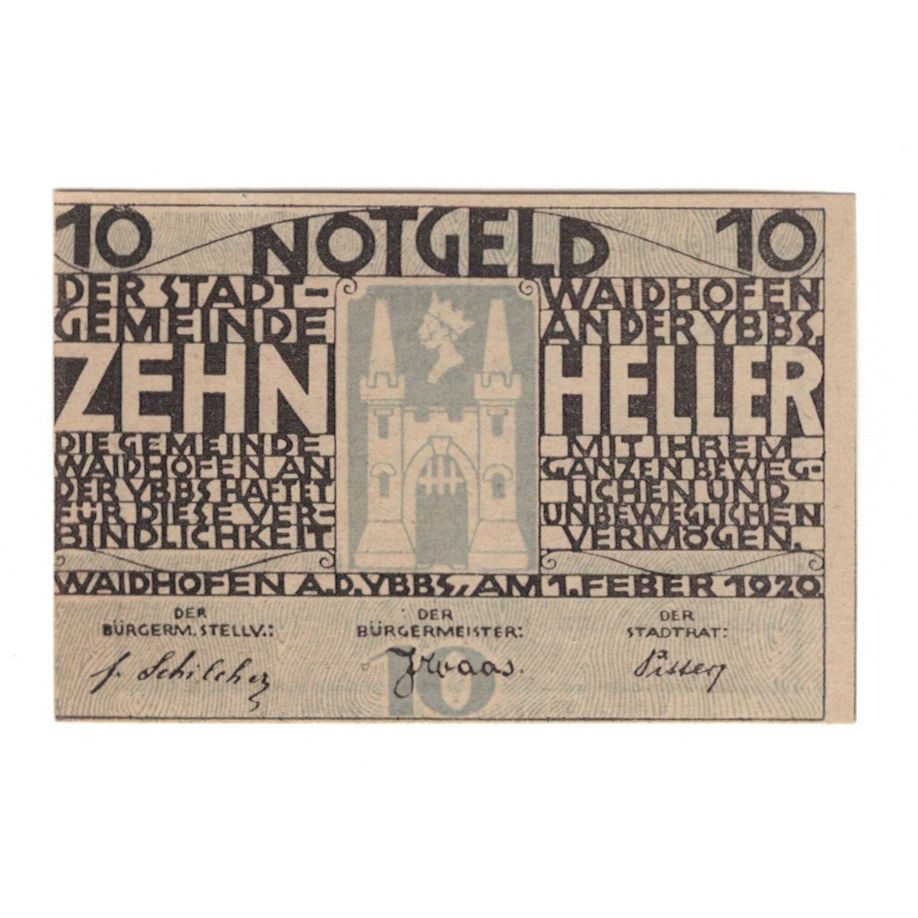 10 NOTGELD 10
DER STADT- WAIDHOFEN
GEMEINDE AN DER YBBS.
ZEHN HELLER
DIE GEMEINDE MIT IHREM
WAIDHOFEN AN GANZEN BEWEG-
DER YBBS HAFTET LICHEN UND
FÜR DIESE VER- UNBEWEGLICHEN
BINDLICHKEIT VERMÖGEN.
WAIDHOFEN A.D. YBBS, AM 1. FEBER 1920.
DER DER DER
BÜRGERM. STELLV.: BÜRGERMEISTER: STADTRAT:
f. Schilcher
10